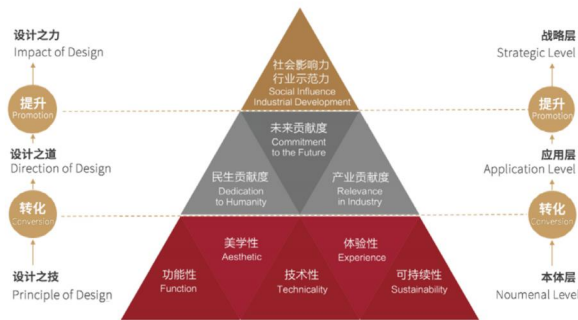 设计之力
Impact of Design
提升
Promotion
设计之道
Direction of Design
转化
Conversion
设计之技
Principle of Design
社会影响力
行业示范力
Social Influence
Industrial Development
未来贡献度
Commitment
to the Future
民生贡献度
Dedication
to Humanity
产业贡献度
Relevance
in Industry
美学性
Aesthetic
体验性
Experience
功能性
Function
技术性
Technicality
可持续性
Sustainability
战略层
Strategic Level
提升
Promotion
应用层
Application Level
转化
Conversion
本体层
Noumenal Level